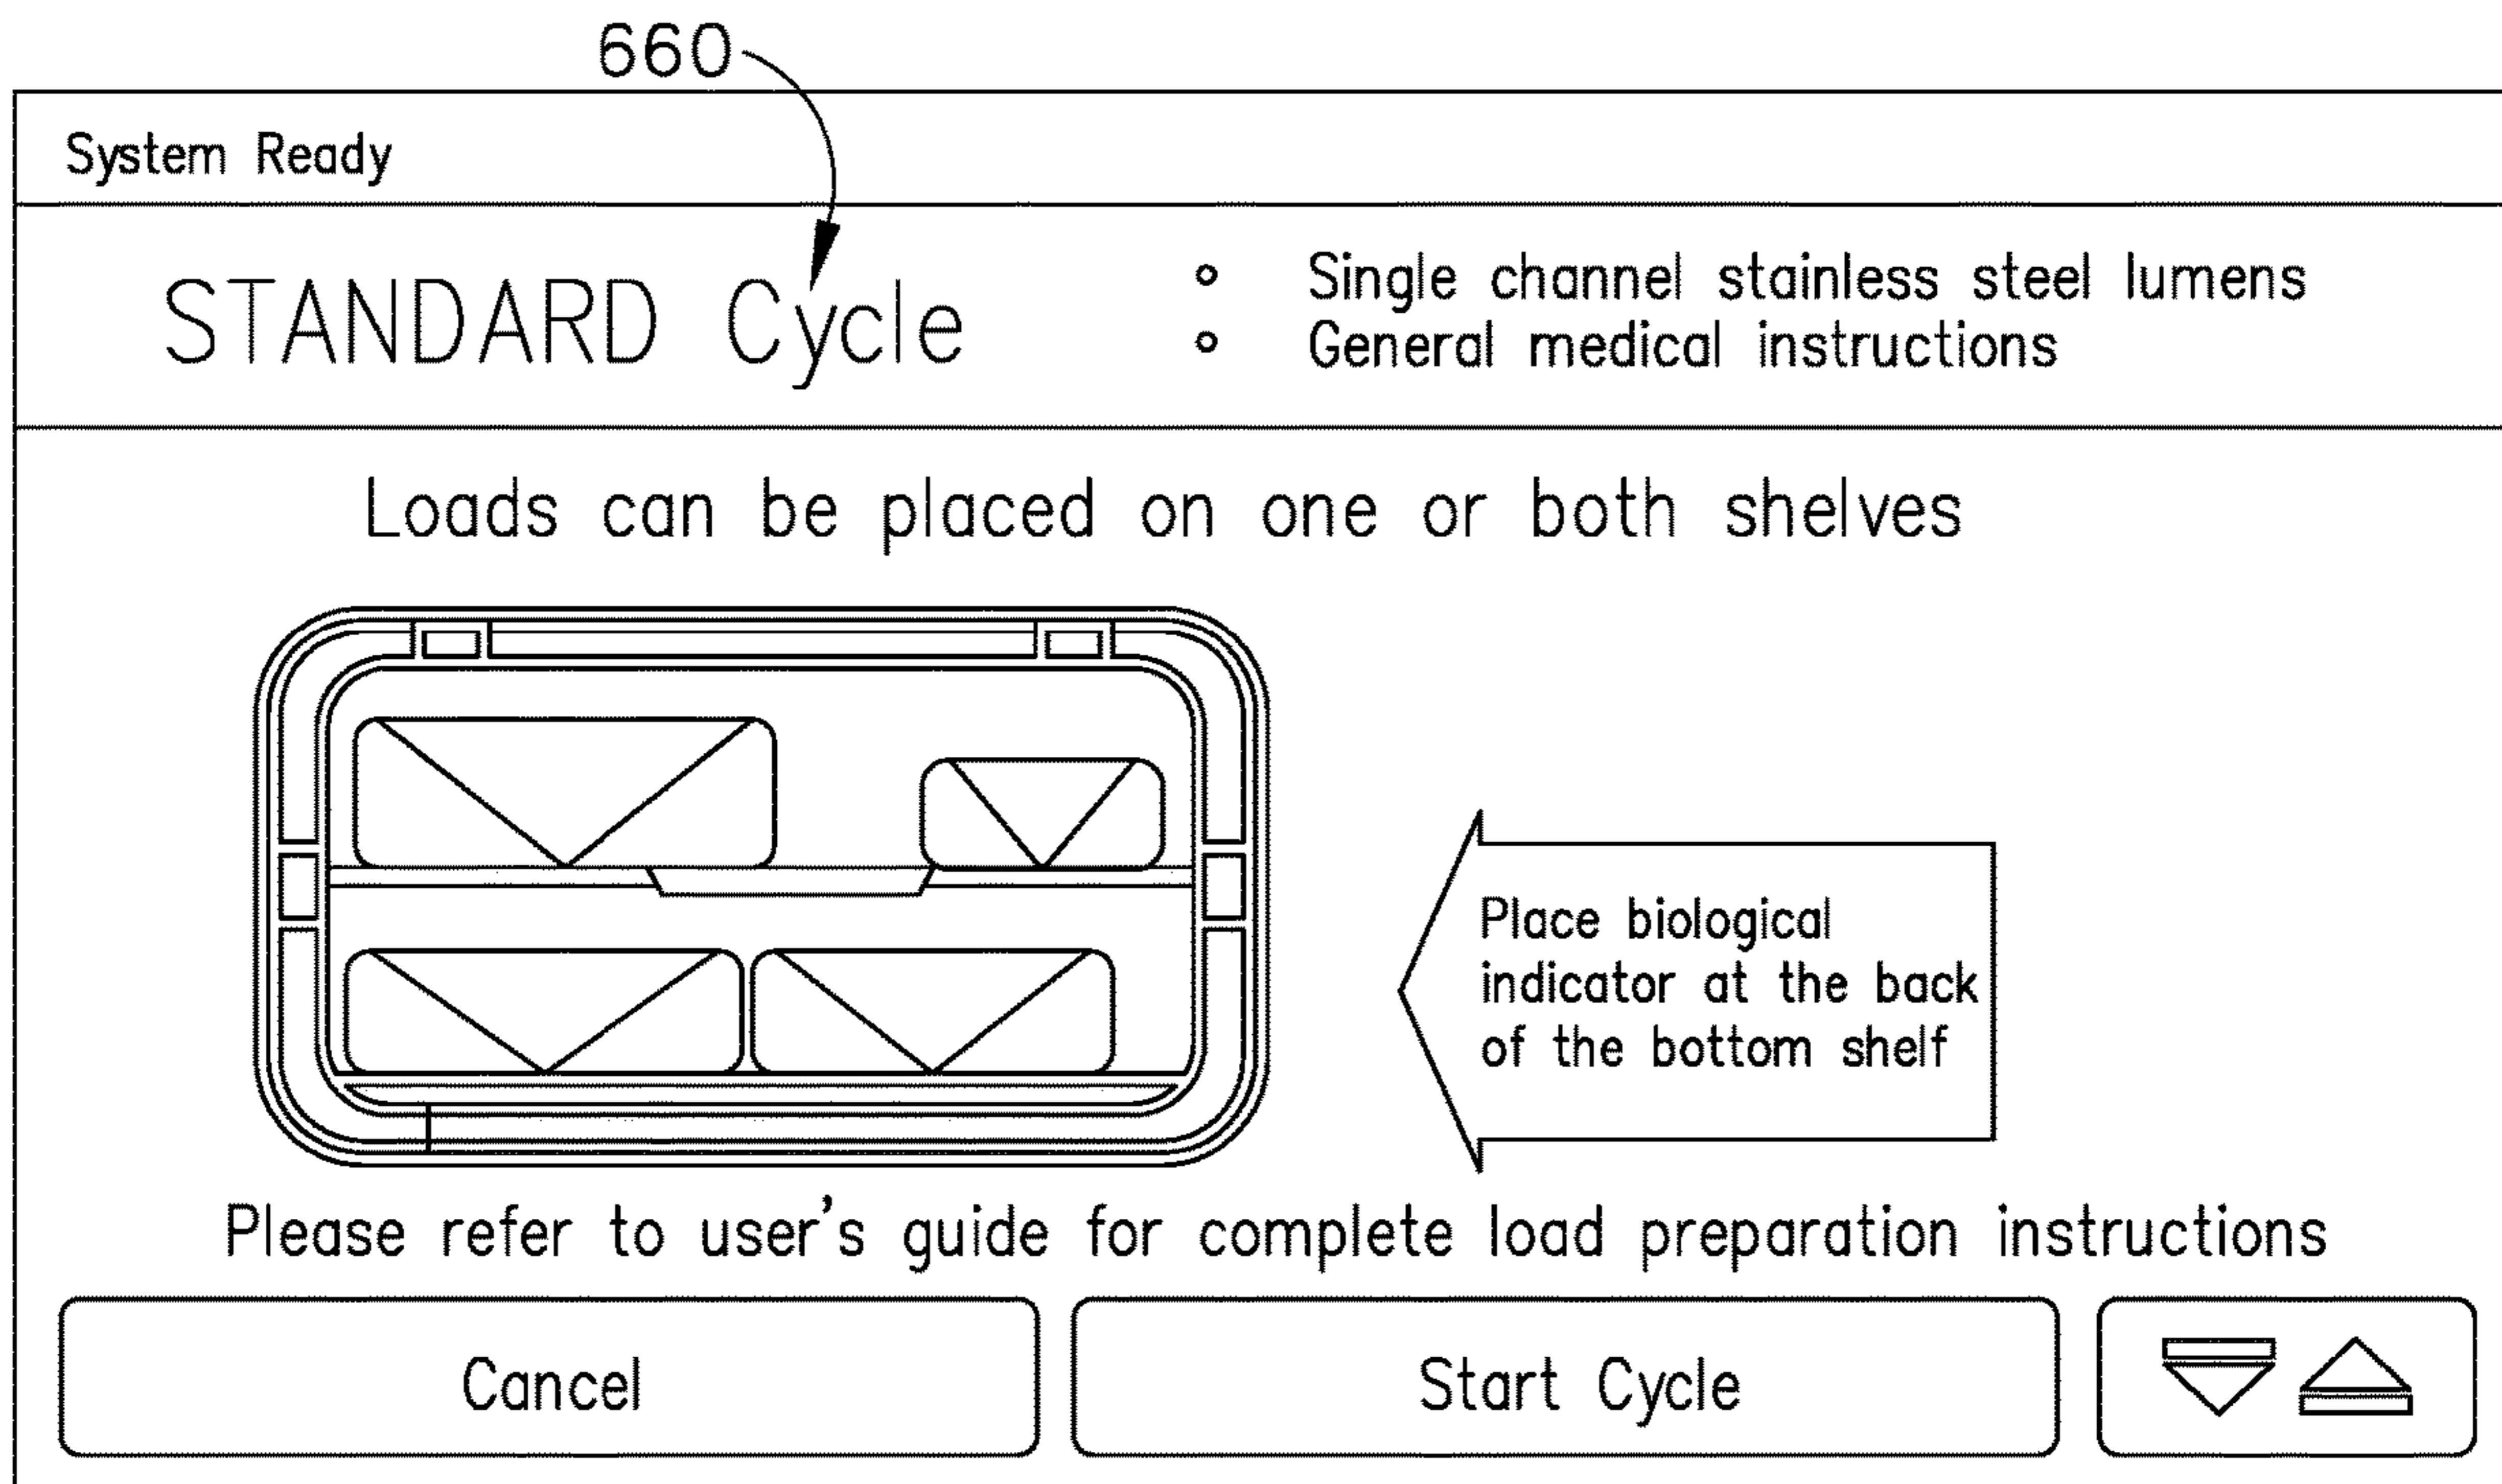 660
System Ready
STANDARD Cycle
° Single channel stainless steel lumens
° General medical instructions
Loads can be placed on one or both shelves
Place biological
indicator at the back
of the bottom shelf
Please refer to user's guide for complete load preparation instructions
Cancel
Start Cycle